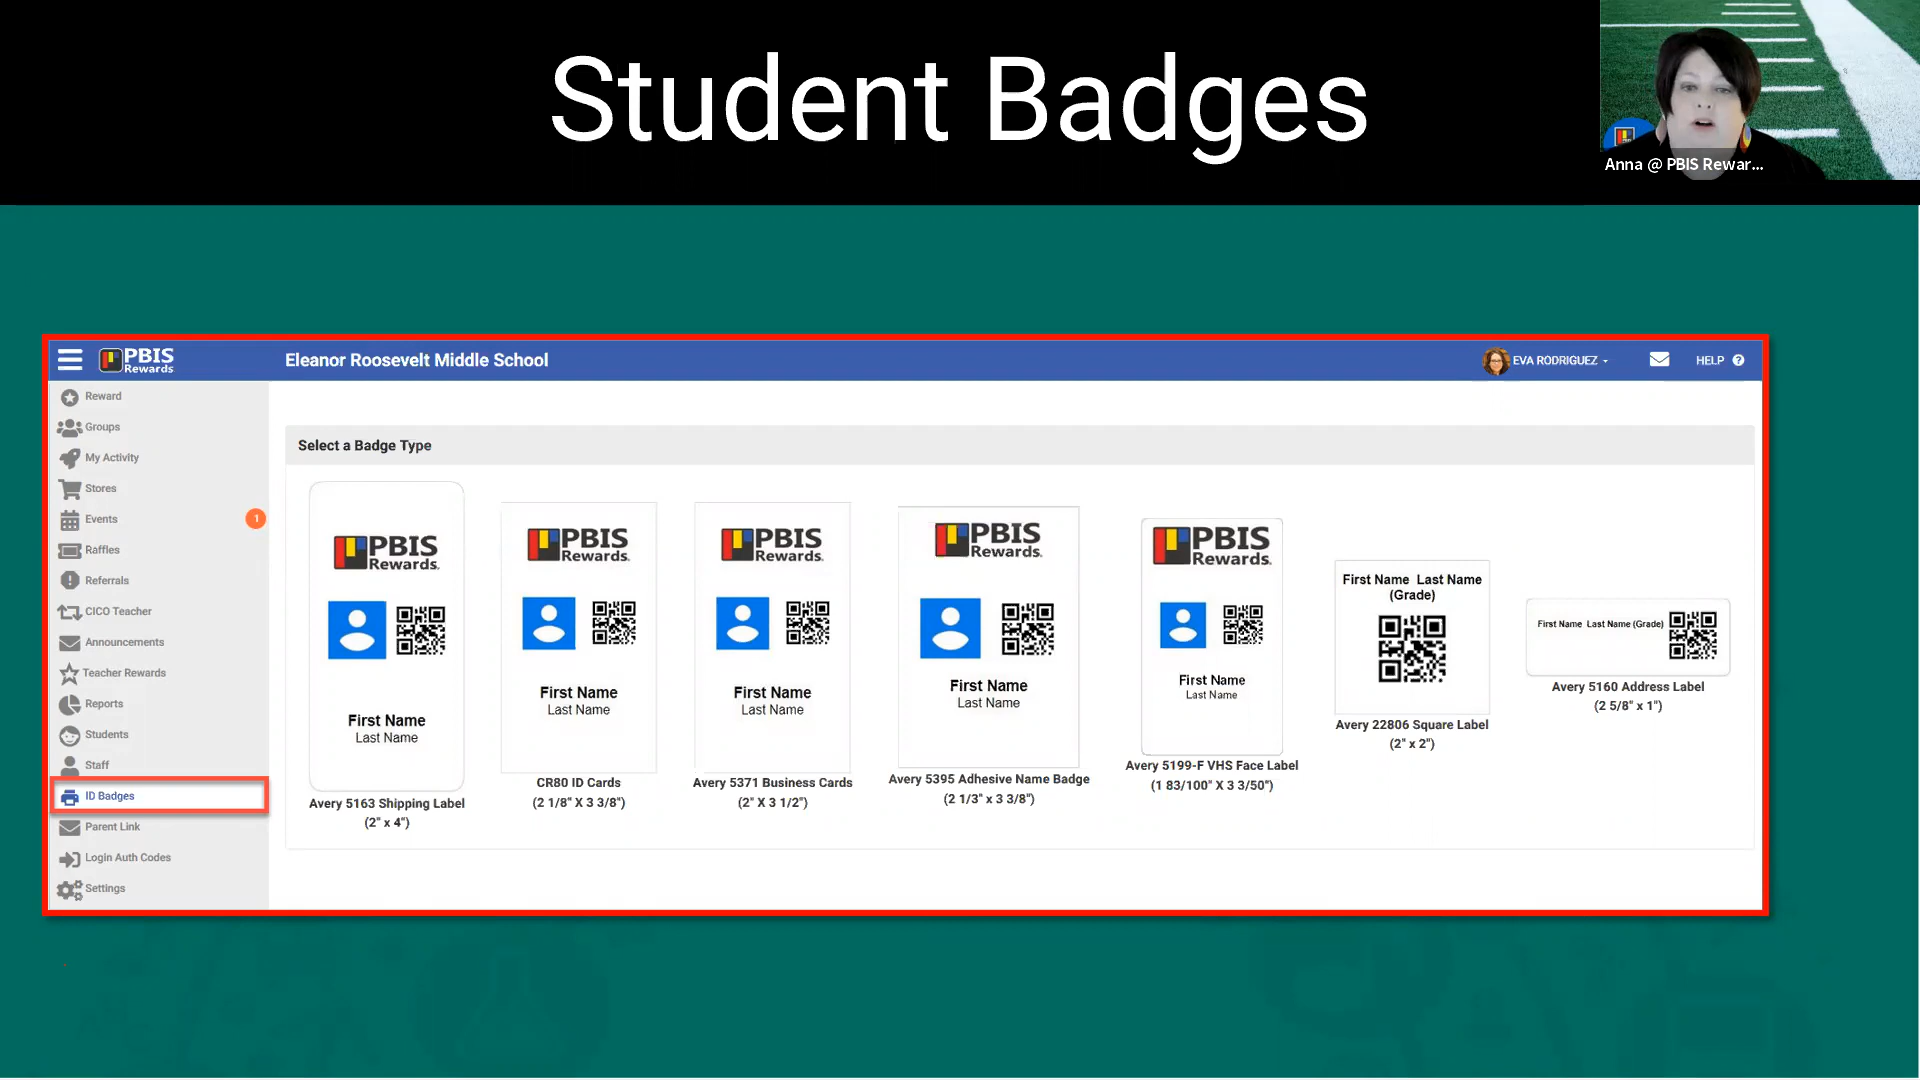 Student Badges
Anna @ PBIS Rewar...
PBIS
Rewards
Eleanor Roosevelt Middle School
EVA RODRIGUEZ
HELP ?
Reward
Groups
My Activity
Stores
Events
1
Raffles
Referrals
CICO Teacher
Announcements
Teacher Rewards
Reports
Students
Staff
ID Badges
Parent Link
Login Auth Codes
Settings
Select a Badge Type
PBIS
Rewards.
First Name
Last Name
Avery 5163 Shipping Label
(2" x 4")
PBIS
Rewards.
First Name
Last Name
CR80 ID Cards
(2 1/8" X 3 3/8")
PBIS
Rewards.
First Name
Last Name
Avery 5371 Business Cards
(2" X 3 1/2")
PBIS
Rewards.
First Name
Last Name
Avery 5395 Adhesive Name Badge
(2 1/3" x 3 3/8")
PBIS
Rewards.
First Name
Last Name
Avery 5199-F VHS Face Label
(1 83/100" X 3 3/50")
First Name Last Name
(Grade)
Avery 22806 Square Label
(2" x 2")
First Name Last Name (Grade)
Avery 5160 Address Label
(2 5/8" x 1")